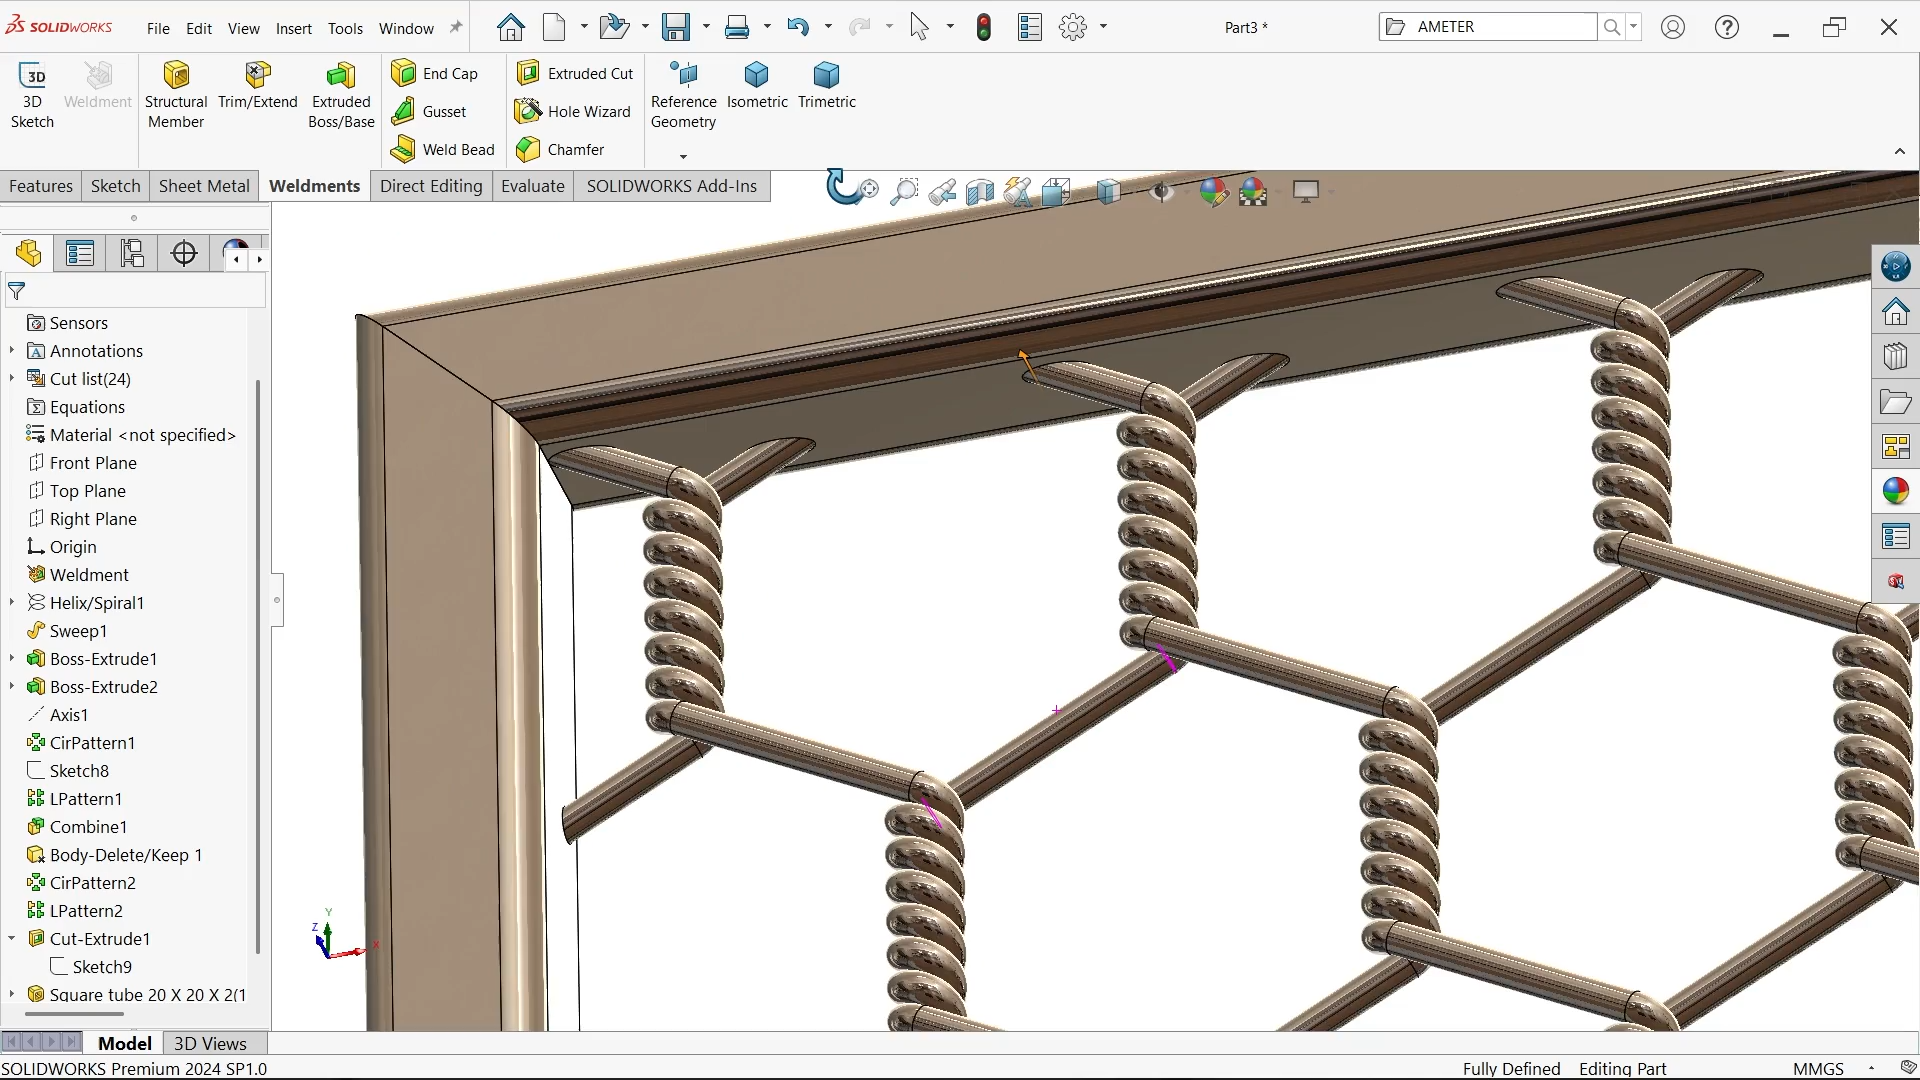 SOLIDWORKS File Edit View Insert Tools Window Part3 * AMETER
3D Sketch
Weldment
Structural Member
Trim/Extend
Extruded Boss/Base
End Cap
Gusset
Weld Bead
Extruded Cut
Hole Wizard
Chamfer
Reference Geometry
Isometric
Trimetric
Features Sketch Sheet Metal Weldments Direct Editing Evaluate SOLIDWORKS Add-Ins
Sensors
Annotations
Cut list(24)
Equations
Material <not specified>
Front Plane
Top Plane
Right Plane
Origin
Weldment
Helix/Spiral1
Sweep1
Boss-Extrude1
Boss-Extrude2
Axis1
CirPattern1
Sketch8
LPattern1
Combine1
Body-Delete/Keep 1
CirPattern2
LPattern2
Cut-Extrude1
Sketch9
Square tube 20 X 20 X 2(1
Y
Z
X
Model 3D Views
SOLIDWORKS Premium 2024 SP1.0 Fully Defined Editing Part MMGS